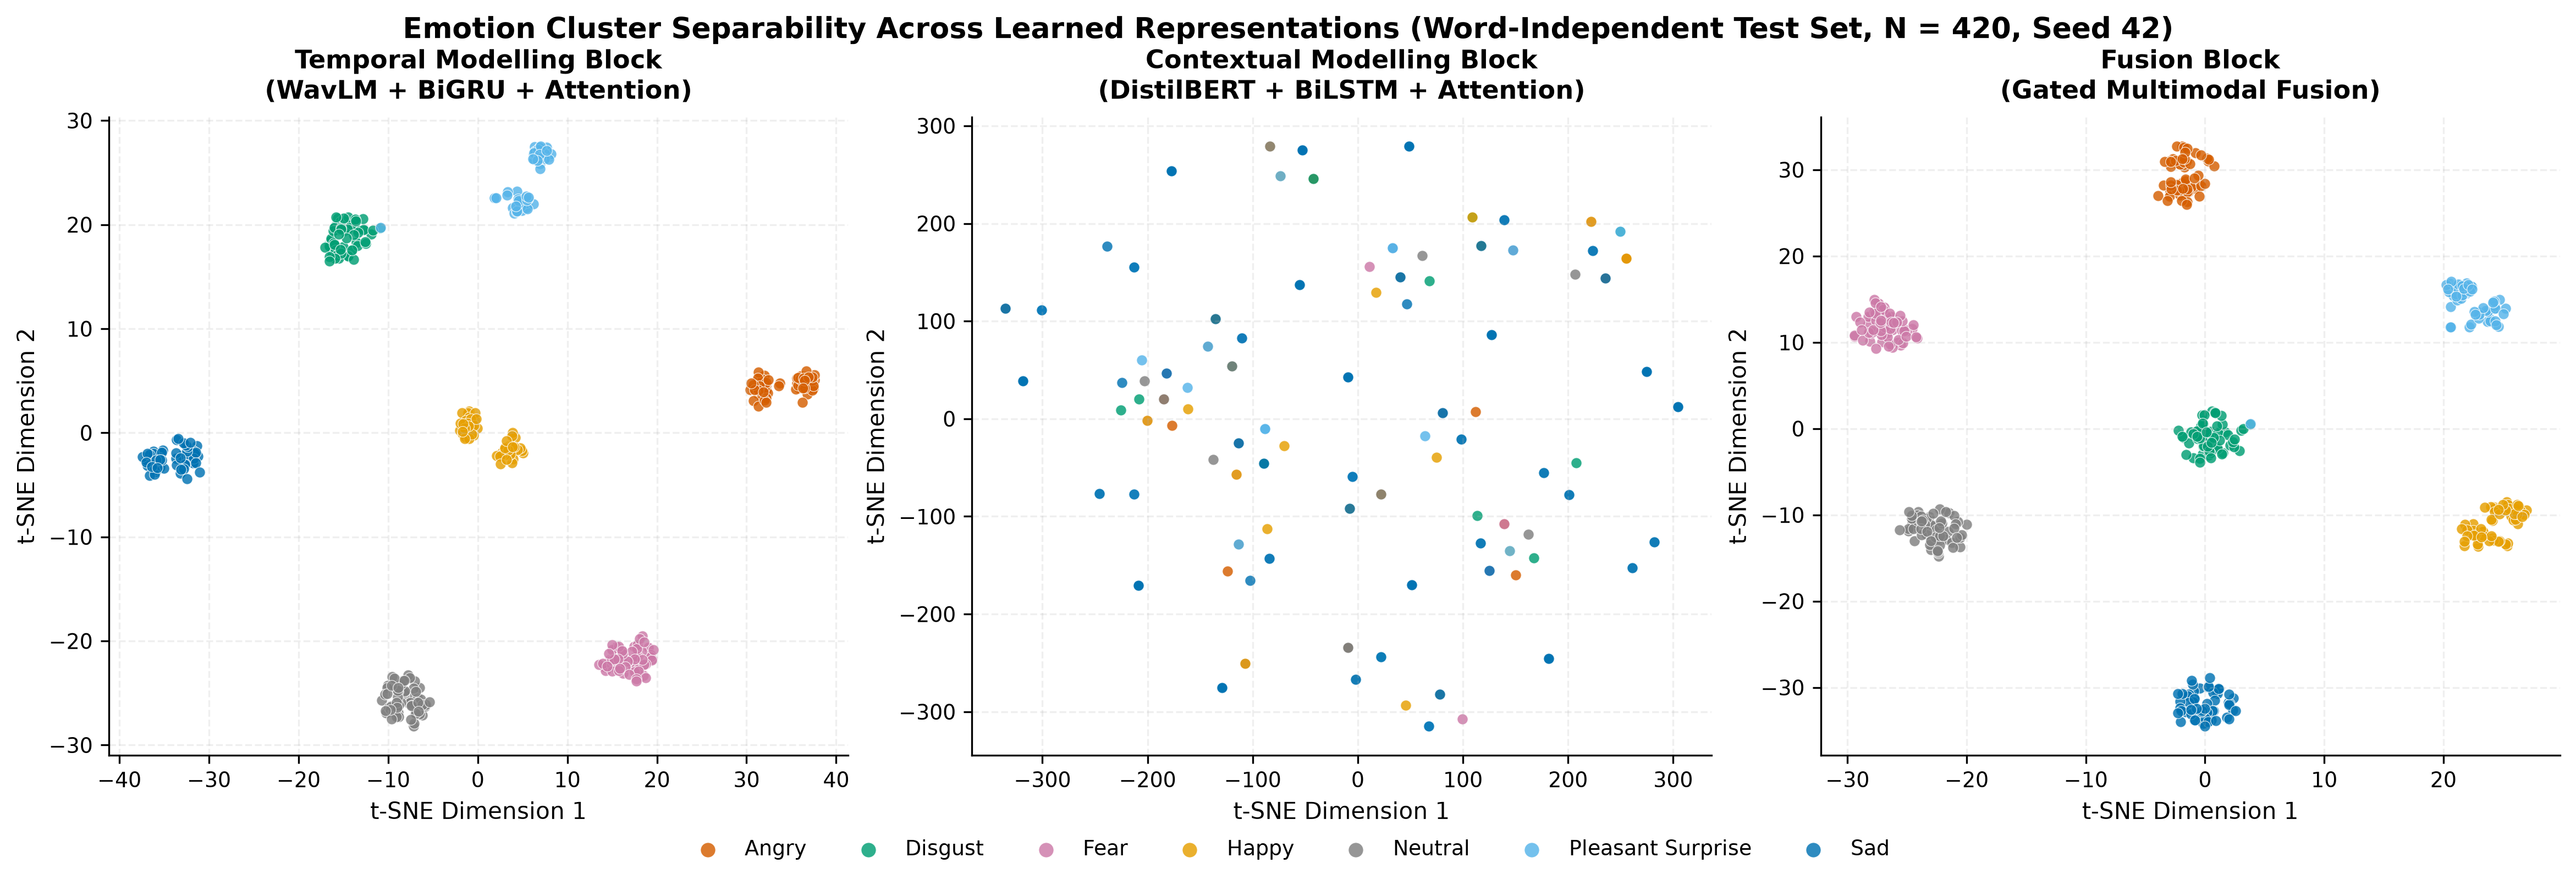 Emotion Cluster Separability Across Learned Representations (Word-Independent Test Set, N = 420, Seed 42)
Temporal Modelling Block
(WavLM + BiGRU + Attention)
30
20
10
0
−10
−20
−30
t-SNE Dimension 2
−40 −30 −20 −10 0 10 20 30 40
t-SNE Dimension 1
Contextual Modelling Block
(DistilBERT + BiLSTM + Attention)
300
200
100
0
−100
−200
−300
t-SNE Dimension 2
−300 −200 −100 0 100 200 300
t-SNE Dimension 1
Fusion Block
(Gated Multimodal Fusion)
30
20
10
0
−10
−20
−30
t-SNE Dimension 2
−30 −20 −10 0 10 20
t-SNE Dimension 1
Angry Disgust Fear Happy Neutral Pleasant Surprise Sad